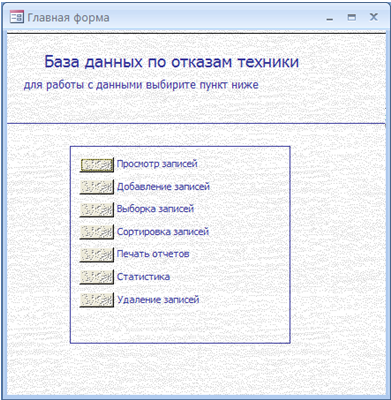 Главная форма
База данных по отказам техники
для работы с данными выбирите пункт ниже
Просмотр записей
Добавление записей
Выборка записей
Сортировка записей
Печать отчетов
Статистика
Удаление записей